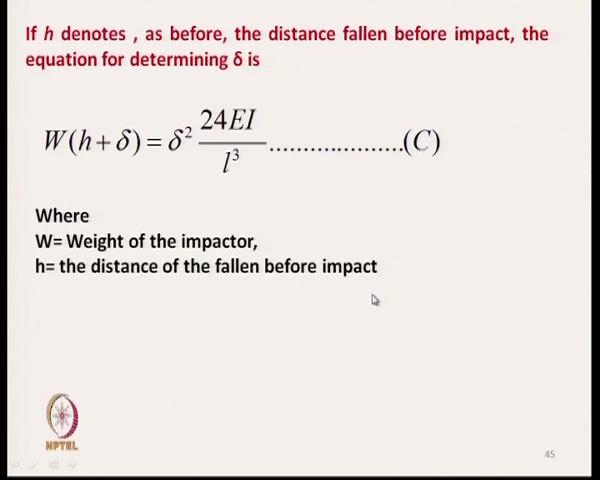 If h denotes , as before, the distance fallen before impact, the
equation for determining δ is
W(h+δ)=δ² 24EI/l³ ....................(C)
Where
W= Weight of the impactor,
h= the distance of the fallen before impact
NPTEL
45